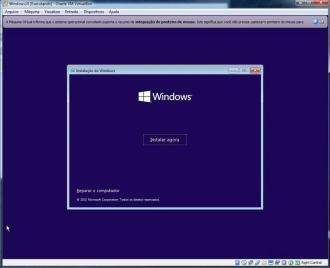 Windows10 [Executando] - Oracle VM VirtualBox
Arquivo Máquina Visualizar Entrada Dispositivos Ajuda
A Máquina Virtual informa que o sistema operacional convidado suporta o recurso de integração do ponteiro do mouse. Isto significa que você não precisa capturar o ponteiro do mouse para
Instalação do Windows
Windows
Instalar agora
Reparar o computador
© 2015 Microsoft Corporation. Todos os direitos reservados.
Right Control